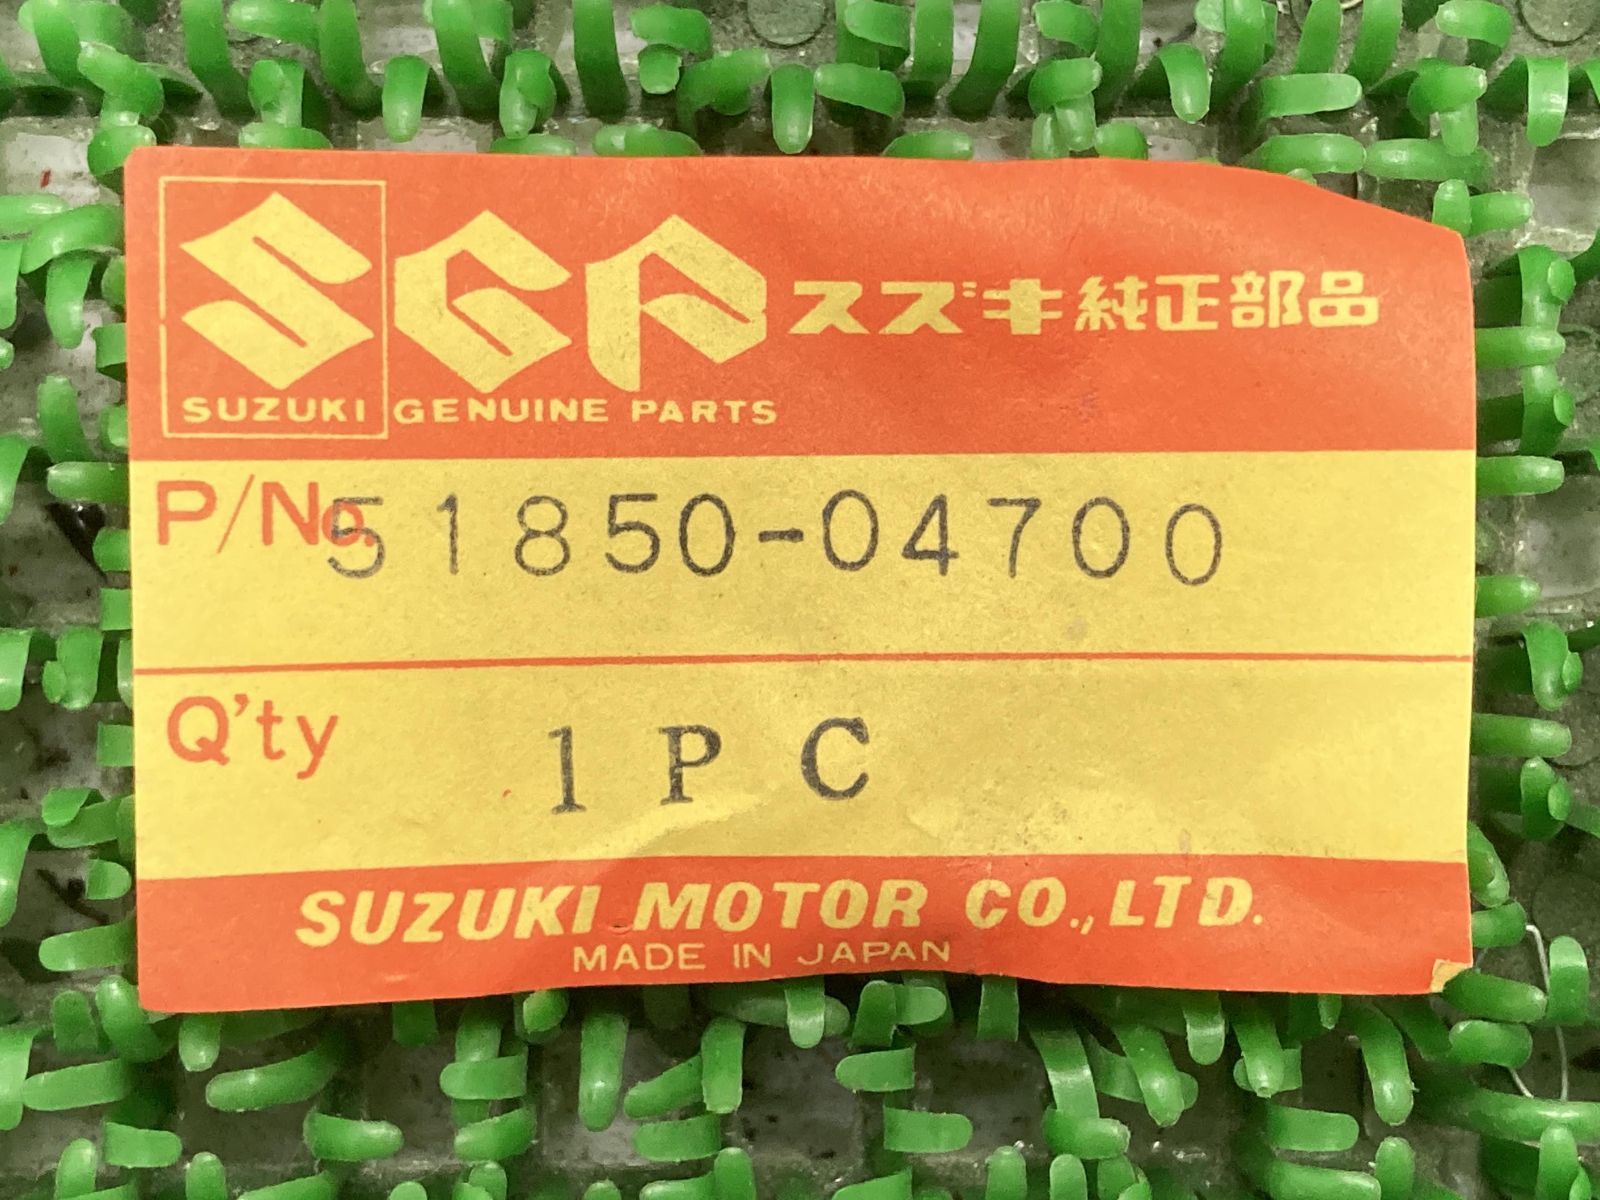 SGP スズキ純正部品
SUZUKI GENUINE PARTS
P/No. 51850-04700
Q'ty 1PC
SUZUKI MOTOR CO.,LTD.
MADE IN JAPAN